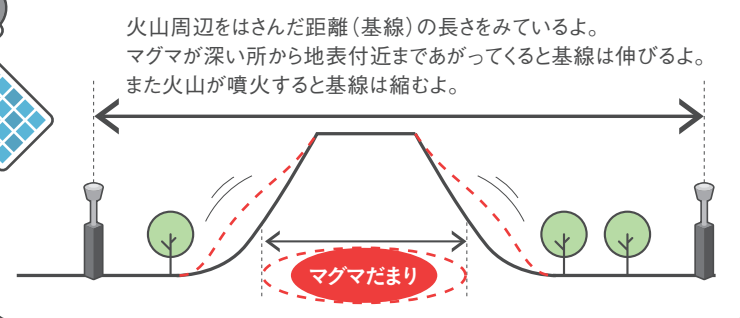 火山周辺をはさんだ距離（基線）の長さをみているよ。
マグマが深い所から地表付近まであがってくると基線は伸びるよ。
また火山が噴火すると基線は縮むよ。
マグマだまり